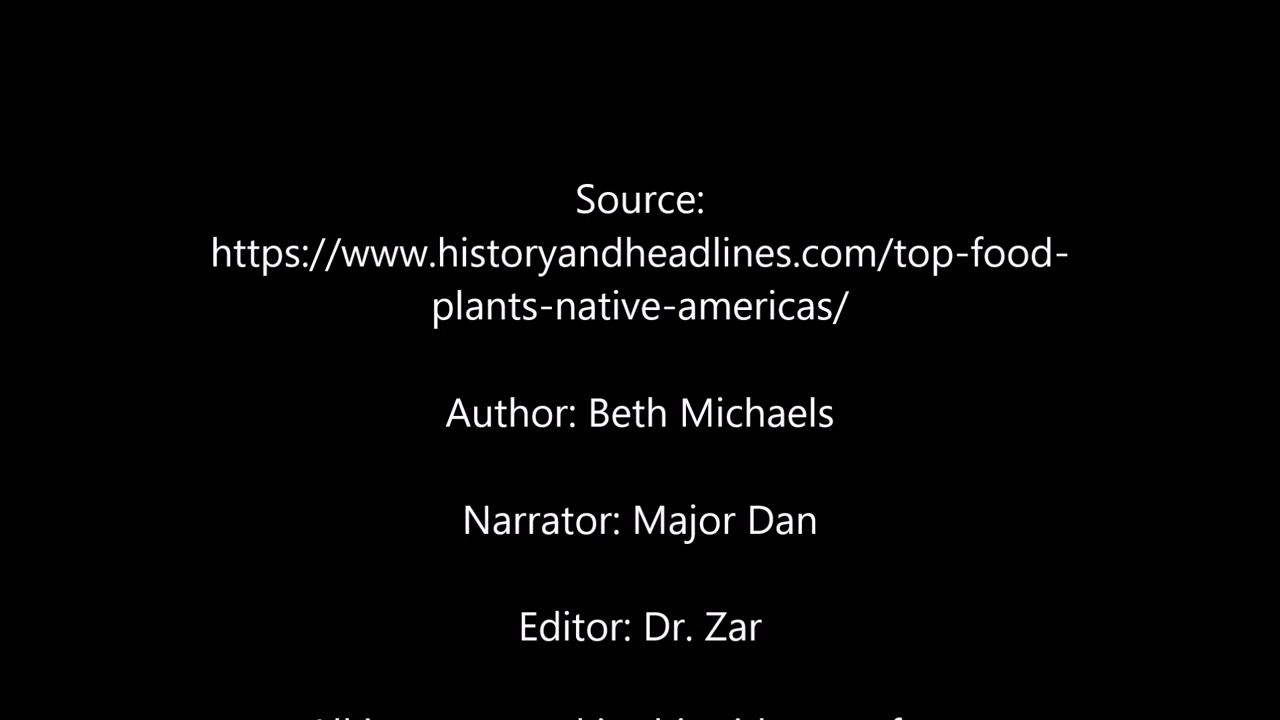 Source:
https://www.historyandheadlines.com/top-food-
plants-native-americas/
Author: Beth Michaels
Narrator: Major Dan
Editor: Dr. Zar